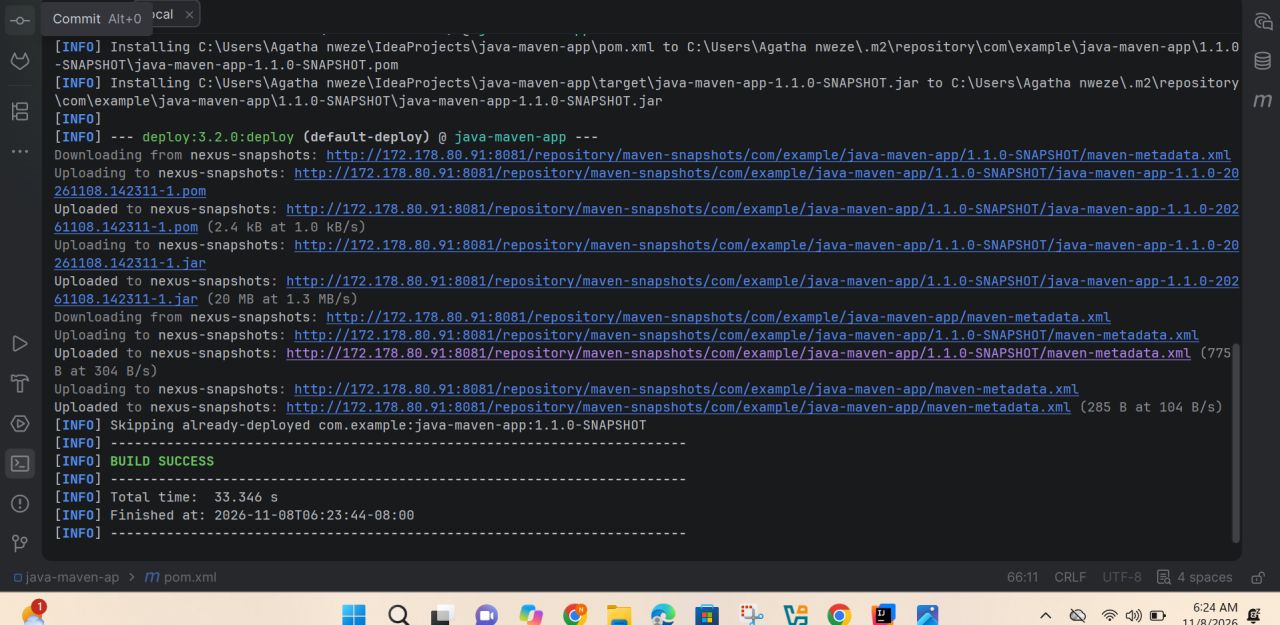 Commit Alt+0
ocal ×
[INFO] Installing C:\Users\Agatha nweze\IdeaProjects\java-maven-app\pom.xml to C:\Users\Agatha nweze\.m2\repository\com\example\java-maven-app\1.1.0
-SNAPSHOT\java-maven-app-1.1.0-SNAPSHOT.pom
[INFO] Installing C:\Users\Agatha nweze\IdeaProjects\java-maven-app\target\java-maven-app-1.1.0-SNAPSHOT.jar to C:\Users\Agatha nweze\.m2\repository
\com\example\java-maven-app\1.1.0-SNAPSHOT\java-maven-app-1.1.0-SNAPSHOT.jar
[INFO]
[INFO] --- deploy:3.2.0:deploy (default-deploy) @ java-maven-app ---
Downloading from nexus-snapshots: http://172.178.80.91:8081/repository/maven-snapshots/com/example/java-maven-app/1.1.0-SNAPSHOT/maven-metadata.xml
Uploading to nexus-snapshots: http://172.178.80.91:8081/repository/maven-snapshots/com/example/java-maven-app/1.1.0-SNAPSHOT/java-maven-app-1.1.0-20
261108.142311-1.pom
Uploaded to nexus-snapshots: http://172.178.80.91:8081/repository/maven-snapshots/com/example/java-maven-app/1.1.0-SNAPSHOT/java-maven-app-1.1.0-202
61108.142311-1.pom (2.4 kB at 1.0 kB/s)
Uploading to nexus-snapshots: http://172.178.80.91:8081/repository/maven-snapshots/com/example/java-maven-app/1.1.0-SNAPSHOT/java-maven-app-1.1.0-20
261108.142311-1.jar
Uploaded to nexus-snapshots: http://172.178.80.91:8081/repository/maven-snapshots/com/example/java-maven-app/1.1.0-SNAPSHOT/java-maven-app-1.1.0-202
61108.142311-1.jar (20 MB at 1.3 MB/s)
Downloading from nexus-snapshots: http://172.178.80.91:8081/repository/maven-snapshots/com/example/java-maven-app/maven-metadata.xml
Uploading to nexus-snapshots: http://172.178.80.91:8081/repository/maven-snapshots/com/example/java-maven-app/1.1.0-SNAPSHOT/maven-metadata.xml
Uploaded to nexus-snapshots: http://172.178.80.91:8081/repository/maven-snapshots/com/example/java-maven-app/1.1.0-SNAPSHOT/maven-metadata.xml (775
B at 304 B/s)
Uploading to nexus-snapshots: http://172.178.80.91:8081/repository/maven-snapshots/com/example/java-maven-app/maven-metadata.xml
Uploaded to nexus-snapshots: http://172.178.80.91:8081/repository/maven-snapshots/com/example/java-maven-app/maven-metadata.xml (285 B at 104 B/s)
[INFO] Skipping already-deployed com.example:java-maven-app:1.1.0-SNAPSHOT
[INFO] ------------------------------------------------------------------------
[INFO] BUILD SUCCESS
[INFO] ------------------------------------------------------------------------
[INFO] Total time:  33.346 s
[INFO] Finished at: 2026-11-08T06:23:44-08:00
[INFO] ------------------------------------------------------------------------
java-maven-ap > m pom.xml
66:11 CRLF UTF-8 4 spaces
1
6:24 AM
11/8/2026